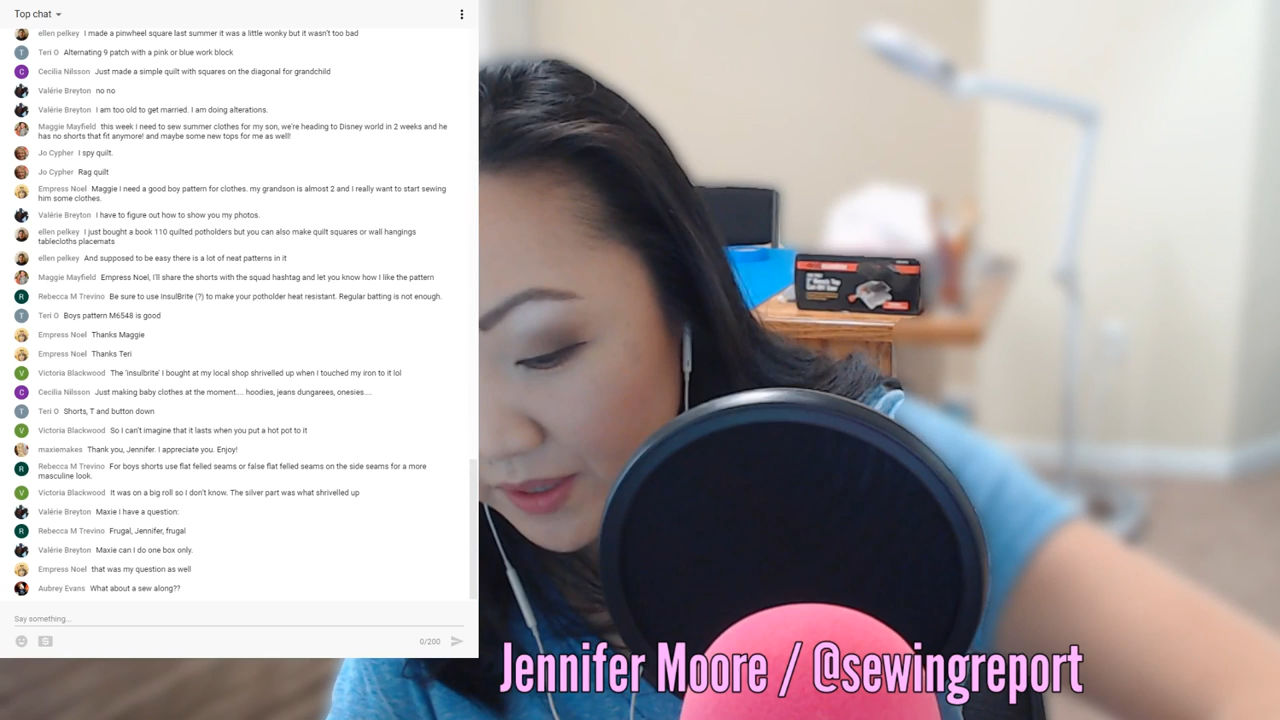 Top chat
ellen pelkey I made a pinwheel square last summer it was a little wonky but it wasn't too bad
T Teri O Alternating 9 patch with a pink or blue work block
C Cecilia Nilsson Just made a simple quilt with squares on the diagonal for grandchild
Valérie Breyton no no
Valérie Breyton I am too old to get married. I am doing alterations.
Maggie Mayfield this week I need to sew summer clothes for my son, we're heading to Disney world in 2 weeks and he
has no shorts that fit anymore! and maybe some new tops for me as well!
Jo Cypher I spy quilt.
Jo Cypher Rag quilt
Empress Noel Maggie I need a good boy pattern for clothes. my grandson is almost 2 and I really want to start sewing
him some clothes.
Valérie Breyton I have to figure out how to show you my photos.
ellen pelkey I just bought a book 110 quilted potholders but you can also make quilt squares or wall hangings
tablecloths placemats
ellen pelkey And supposed to be easy there is a lot of neat patterns in it
Maggie Mayfield Empress Noel, I'll share the shorts with the squad hashtag and let you know how I like the pattern
R Rebecca M Trevino Be sure to use InsulBrite (?) to make your potholder heat resistant. Regular batting is not enough.
T Teri O Boys pattern M6548 is good
Empress Noel Thanks Maggie
Empress Noel Thanks Teri
V Victoria Blackwood The 'insulbrite' I bought at my local shop shrivelled up when I touched my iron to it lol
C Cecilia Nilsson Just making baby clothes at the moment.... hoodies, jeans dungarees, onesies....
T Teri O Shorts, T and button down
V Victoria Blackwood So I can't imagine that it lasts when you put a hot pot to it
maxiemakes Thank you, Jennifer. I appreciate you. Enjoy!
R Rebecca M Trevino For boys shorts use flat felled seams or false flat felled seams on the side seams for a more
masculine look.
V Victoria Blackwood It was on a big roll so I don't know. The silver part was what shrivelled up
Valérie Breyton Maxie I have a question:
R Rebecca M Trevino Frugal, Jennifer, frugal
Valérie Breyton Maxie can I do one box only.
Empress Noel that was my question as well
Aubrey Evans What about a sew along??
Say something...
S 0/200
Jennifer Moore / @sewingreport